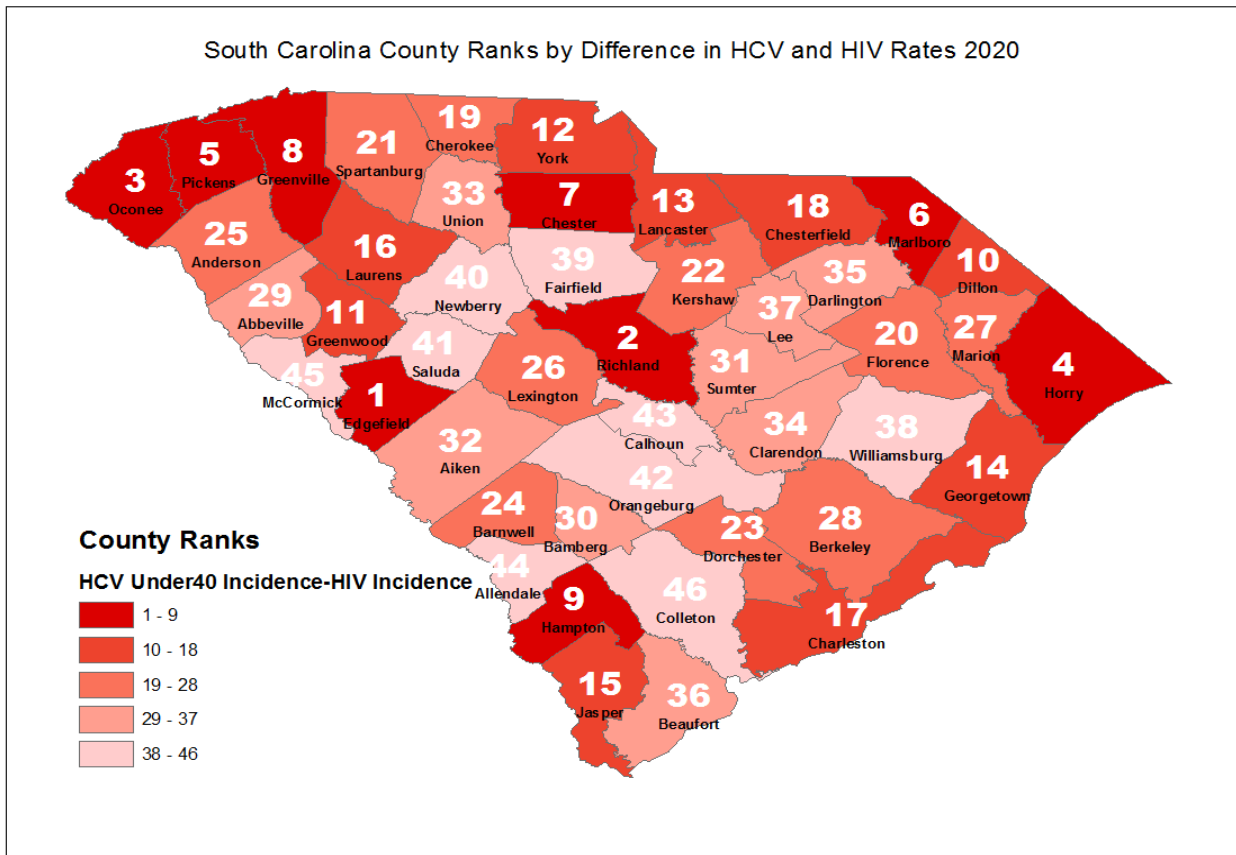 South Carolina County Ranks by Difference in HCV and HIV Rates 2020
19
Cherokee
12
York
21
Spartanburg
8
Greenville
5
Pickens
3
Oconee
33
Union
7
Chester
13
Lancaster
18
Chesterfield
6
Marlboro
25
Anderson
16
Laurens
40
Newberry
39
Fairfield
22
Kershaw
35
Darlington
10
Dillon
29
Abbeville
11
Greenwood
41
Saluda
37
Lee
20
Florence
27
Marion
4
Horry
45
McCormick
1
Edgefield
26
Lexington
2
Richland
31
Sumter
32
Aiken
43
Calhoun
34
Clarendon
38
Williamsburg
42
Orangeburg
14
Georgetown
24
Barnwell
30
Bamberg
23
Dorchester
28
Berkeley
44
Allendale
9
Hampton
46
Colleton
17
Charleston
15
Jasper
36
Beaufort
County Ranks
HCV Under40 Incidence-HIV Incidence
1 - 9
10 - 18
19 - 28
29 - 37
38 - 46